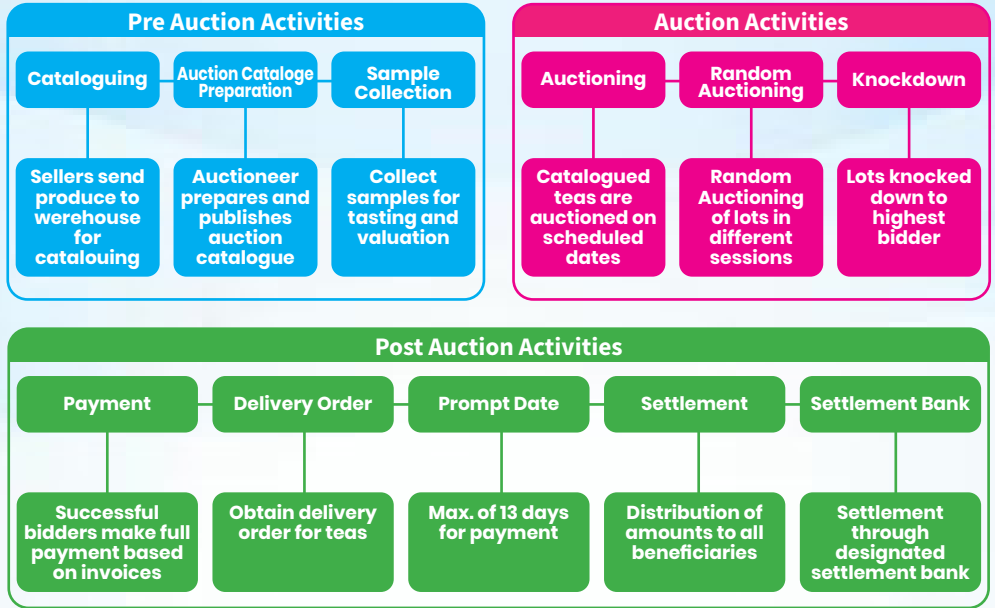 Pre Auction Activities
Cataloguing
Auction Cataloge
Preparation
Sample
Collection
Sellers send
produce to
werehouse
for
catalouing
Auctioneer
prepares and
publishes
auction
catalogue
Collect
samples for
tasting and
valuation
Auction Activities
Auctioning
Random
Auctioning
Knockdown
Catalogued
teas are
auctioned on
scheduled
dates
Random
Auctioning
of lots in
different
sessions
Lots knocked
down to
highest
bidder
Post Auction Activities
Payment
Delivery Order
Prompt Date
Settlement
Settlement Bank
Successful
bidders make full
payment based
on invoices
Obtain delivery
order for teas
Max. of 13 days
for payment
Distribution of
amounts to all
beneficiaries
Settlement
through
designated
settlement bank